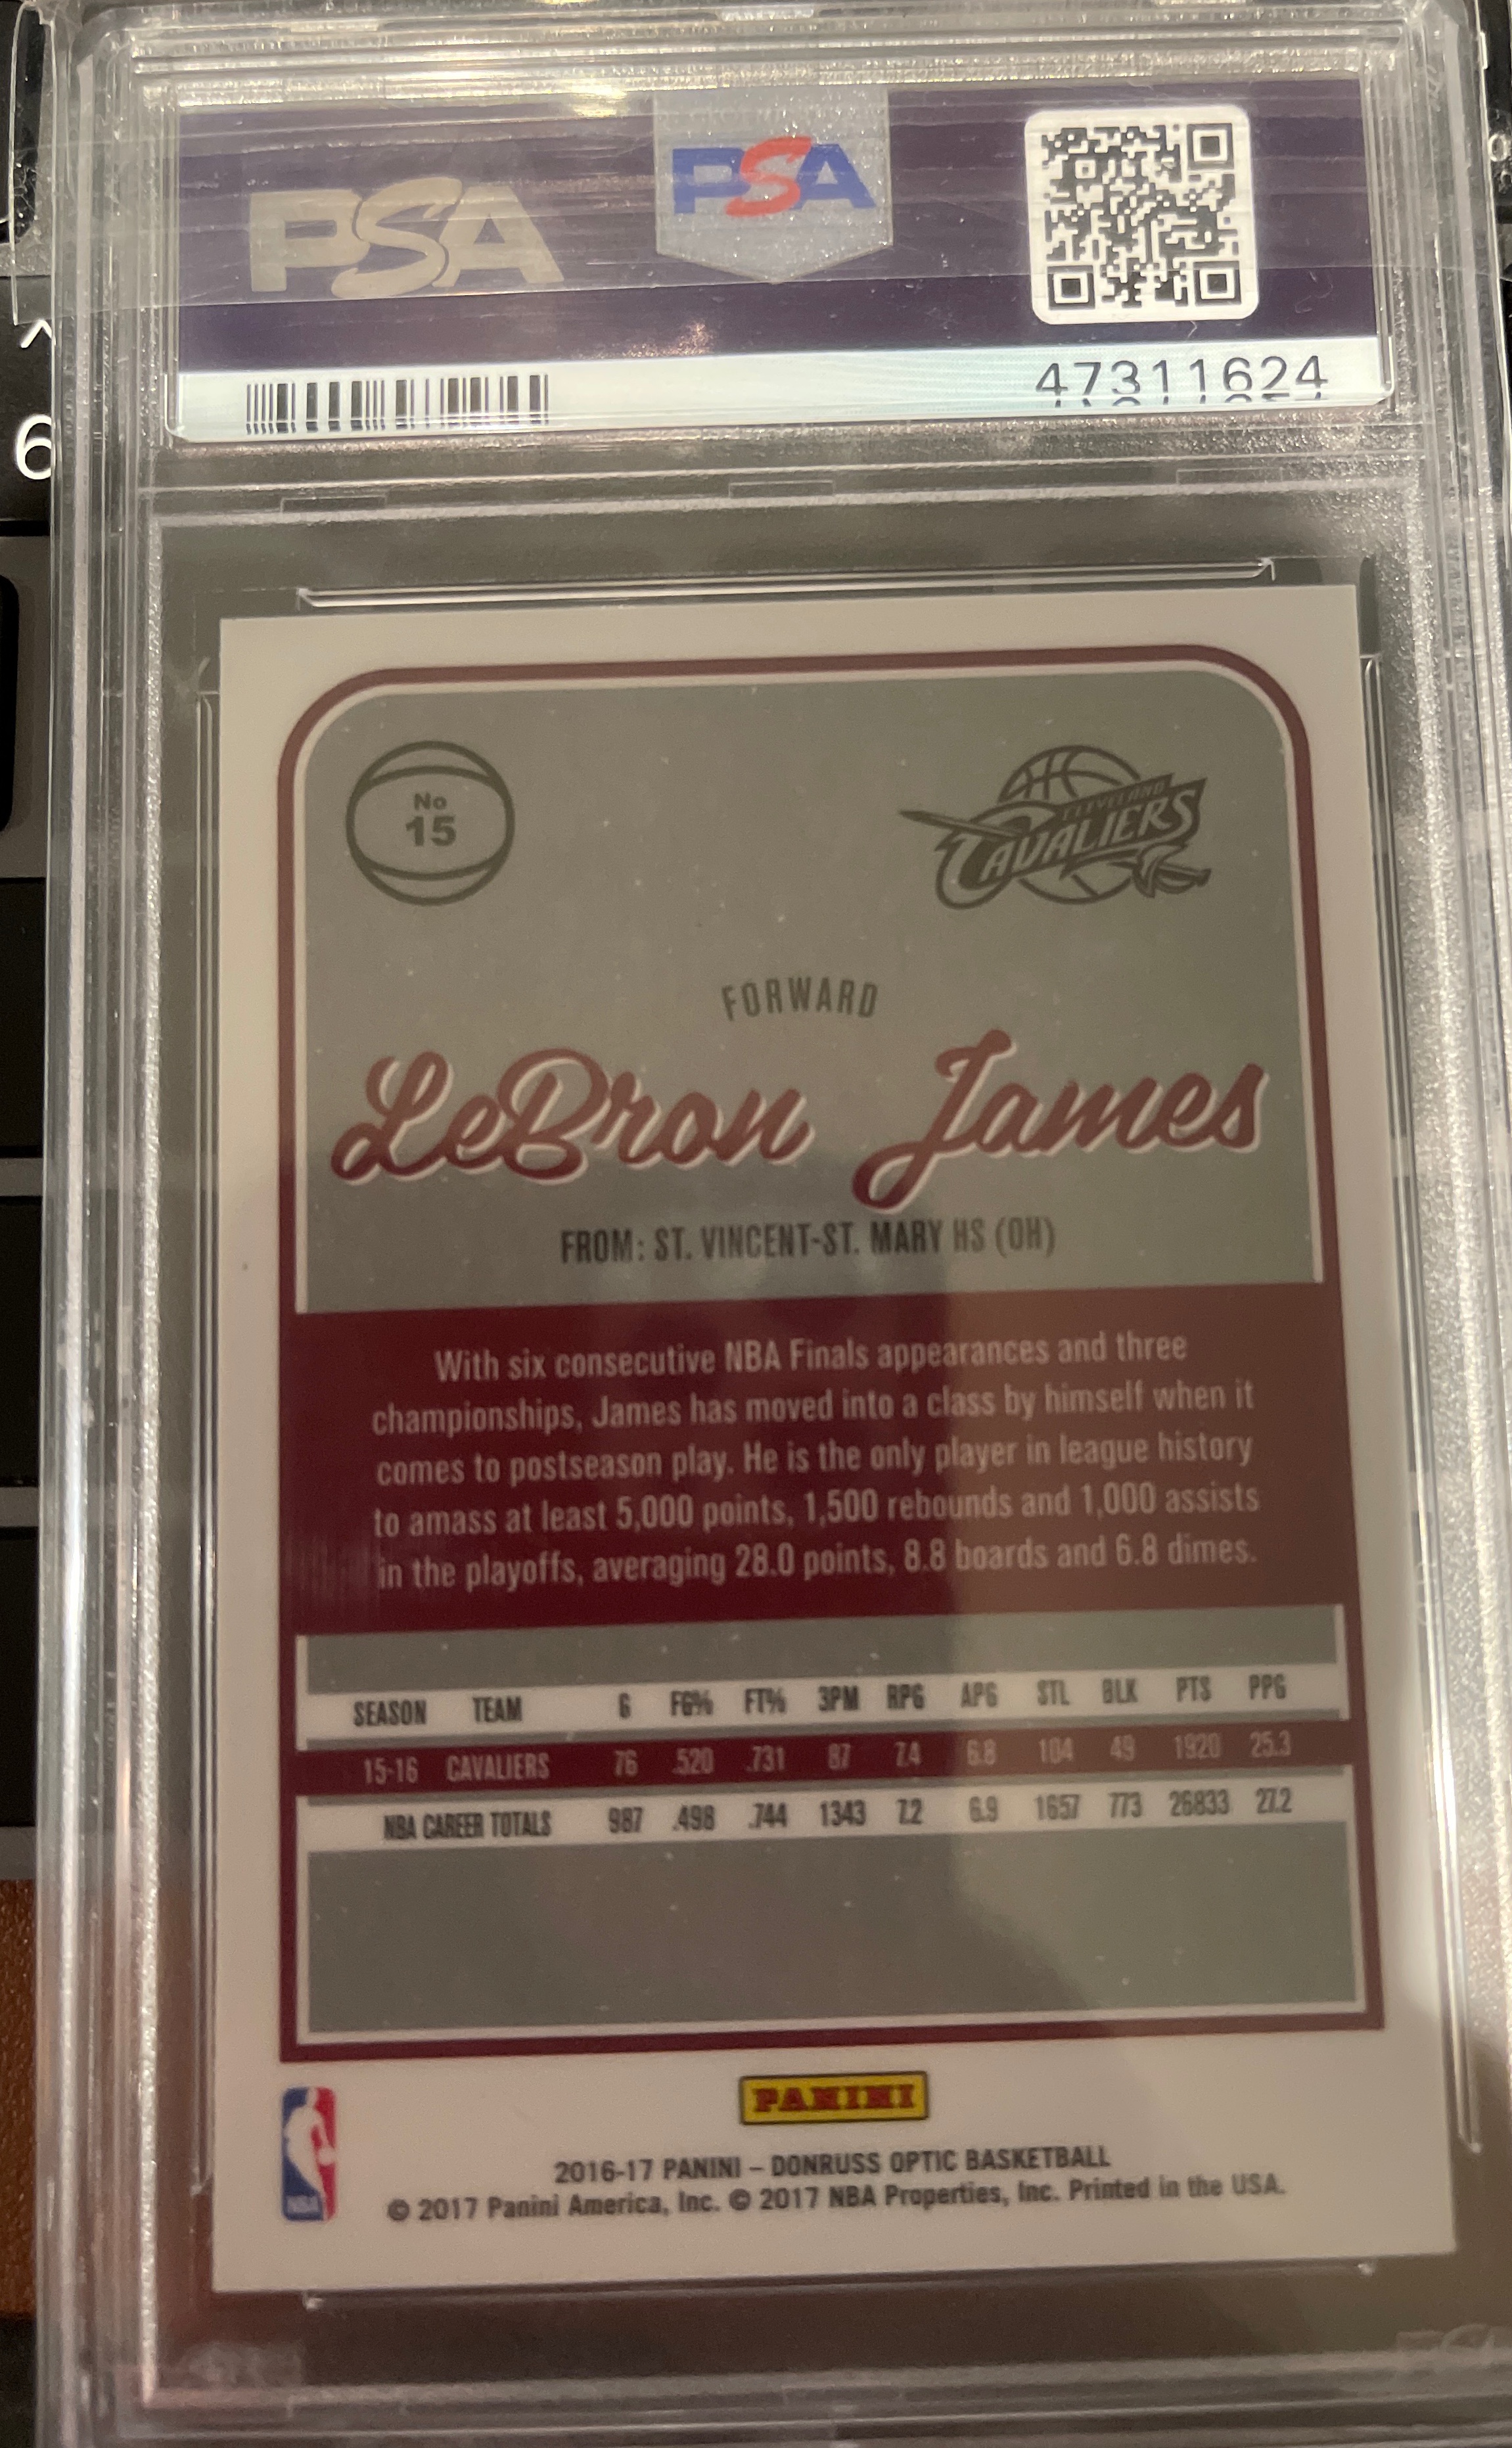 PSA
PSA
47311624
^
6
No
15
CLEVELAND
CAVALIERS
FORWARD
LeBron James
FROM: ST. VINCENT-ST. MARY HS (OH)
With six consecutive NBA Finals appearances and three
championships, James has moved into a class by himself when it
comes to postseason play. He is the only player in league history
to amass at least 5,000 points, 1,500 rebounds and 1,000 assists
in the playoffs, averaging 28.0 points, 8.8 boards and 6.8 dimes.
SEASON TEAM G FG% FT% 3PM RPG APG STL BLK PTS PPG
15-16 CAVALIERS 76 .520 .731 87 7.4 6.8 104 49 1920 25.3
NBA CAREER TOTALS 987 .498 .744 1343 7.2 6.9 1657 773 26833 27.2
PANINI
NBA
2016-17 PANINI – DONRUSS OPTIC BASKETBALL
© 2017 Panini America, Inc. © 2017 NBA Properties, Inc. Printed in the USA.